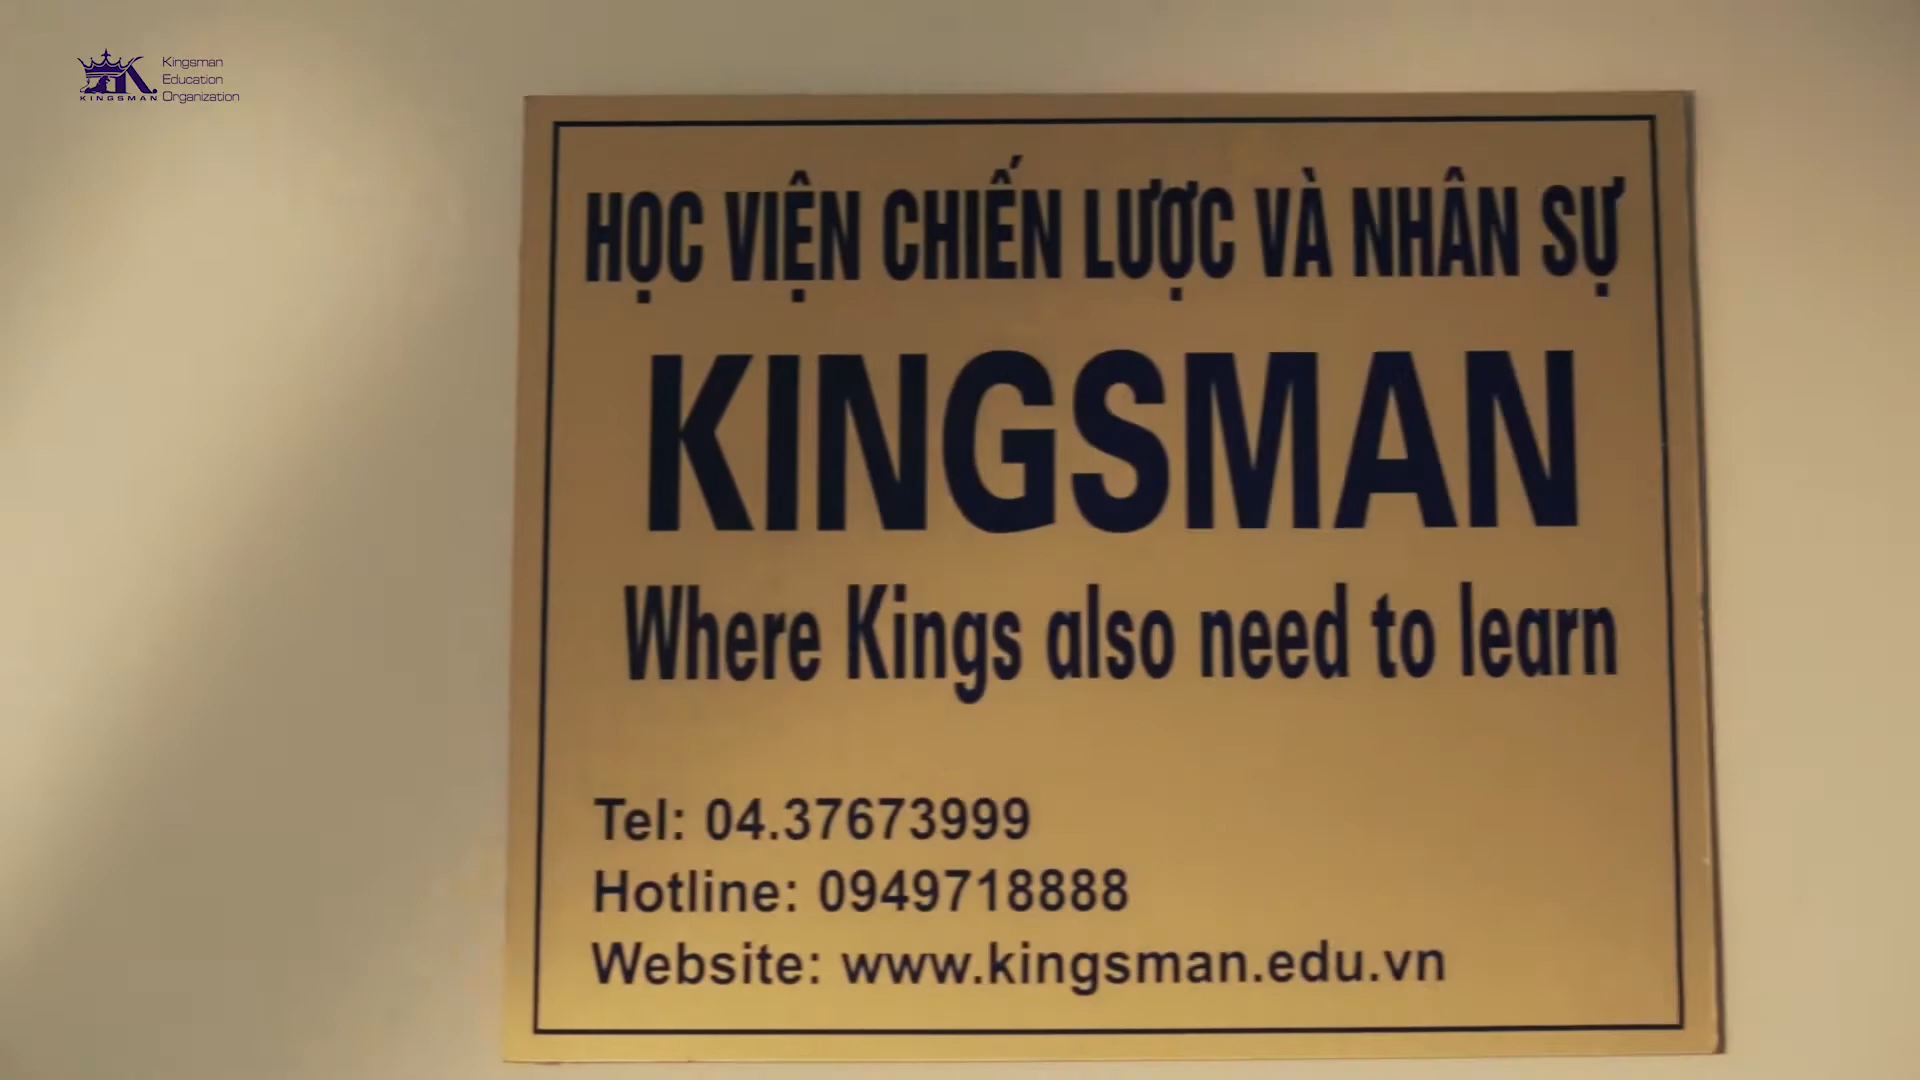 Kingsman
Education
Organization
KINGSMAN
HỌC VIỆN CHIẾN LƯỢC VÀ NHÂN SỰ
KINGSMAN
Where Kings also need to learn
Tel: 04.37673999
Hotline: 0949718888
Website: www.kingsman.edu.vn